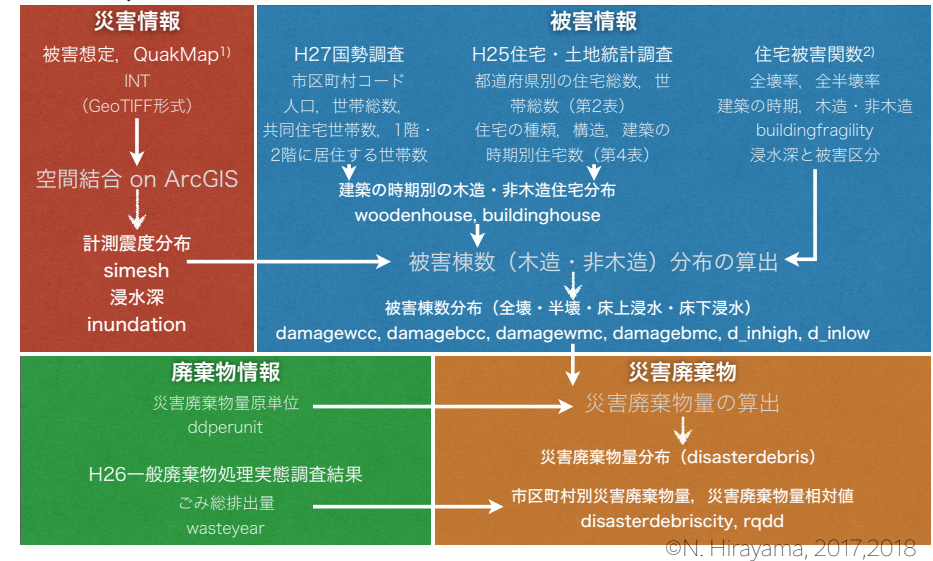 災害情報
被害想定，QuakMap1)
INT
（GeoTIFF形式）
空間結合 on ArcGIS
計測震度分布
simesh
浸水深
inundation
被害情報
H27国勢調査
市区町村コード
人口，世帯総数，
共同住宅世帯数，1階・
2階に居住する世帯数
H25住宅・土地統計調査
都道府県別の住宅総数，世
帯総数（第2表）
住宅の種類，構造，建築の
時期別住宅数（第4表）
住宅被害関数2)
全壊率，全半壊率
建築の時期，木造・非木造
buildingfragility
浸水深と被害区分
建築の時期別の木造・非木造住宅分布
woodenhouse, buildinghouse
被害棟数（木造・非木造）分布の算出
被害棟数分布（全壊・半壊・床上浸水・床下浸水）
damagewcc, damagebcc, damagewmc, damagebmc, d_inhigh, d_inlow
廃棄物情報
災害廃棄物量原単位
ddperunit
H26一般廃棄物処理実態調査結果
ごみ総排出量
wasteyear
災害廃棄物
災害廃棄物量の算出
災害廃棄物量分布（disasterdebris）
市区町村別災害廃棄物量，災害廃棄物量相対値
disasterdebriscity, rqdd
©N. Hirayama, 2017,2018